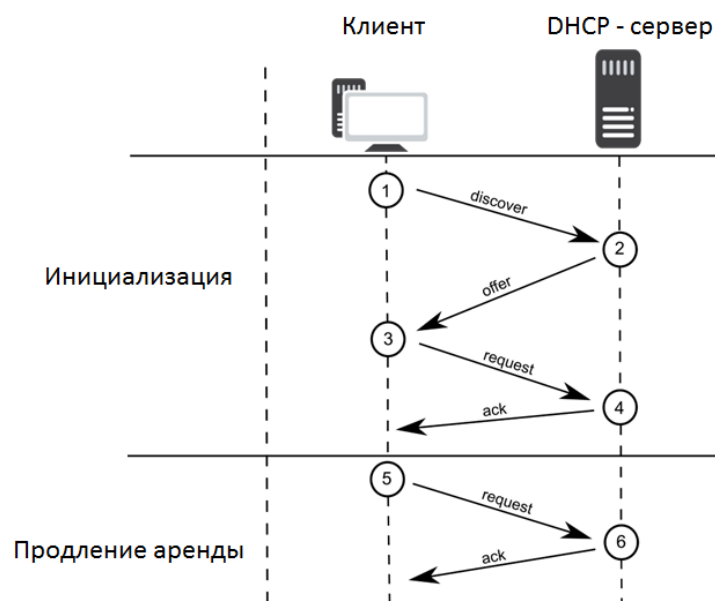 Клиент
DHCP - сервер
1
discover
2
Инициализация
offer
3
request
ack
4
5
request
6
Продление аренды
ack